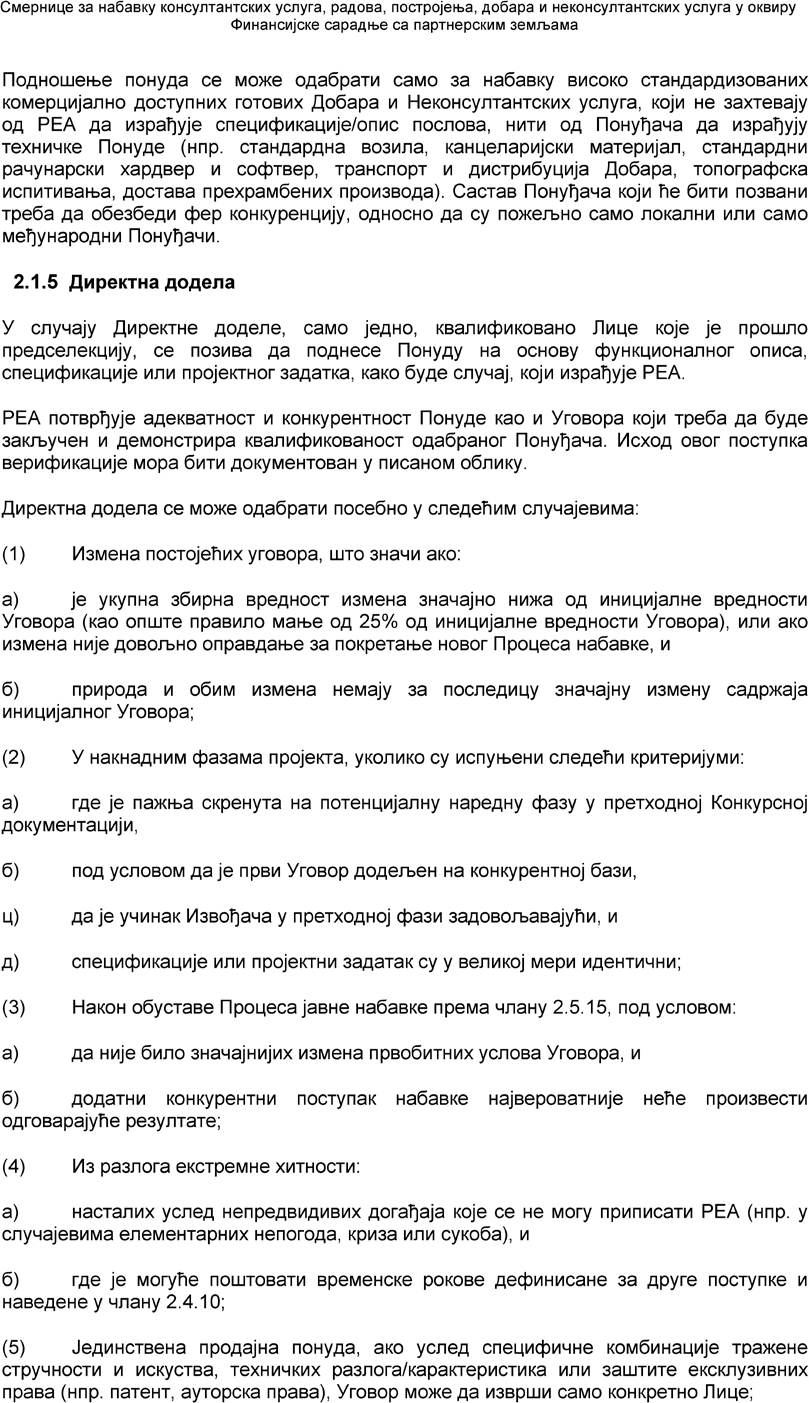 Смернице за набавку консултантских услуга, радова, постројења, добара и неконсултантских услуга у оквиру
Финансијске сарадње са партнерским земљама
Подношење понуда се може одабрати само за набавку високо стандардизованих
комерцијално доступних готових Добара и Неконсултантских услуга, који не захтевају
од РЕА да израђује спецификације/опис послова, нити од Понуђача да израђују
техничке Понуде (нпр. стандардна возила, канцеларијски материјал, стандардни
рачунарски хардвер и софтвер, транспорт и дистрибуција Добара, топографска
испитивања, достава прехрамбених производа). Састав Понуђача који ће бити позвани
треба да обезбеди фер конкуренцију, односно да су пожељно само локални или само
међународни Понуђачи.
2.1.5 Директна додела
У случају Директне доделе, само једно, квалификовано Лице које је прошло
предселекцију, се позива да поднесе Понуду на основу функционалног описа,
спецификације или пројектног задатка, како буде случај, који израђује РЕА.
РЕА потврђује адекватност и конкурентност Понуде као и Уговора који треба да буде
закључен и демонстрира квалификованост одабраног Понуђача. Исход овог поступка
верификације мора бити документован у писаном облику.
Директна додела се може одабрати посебно у следећим случајевима:
(1) Измена постојећих уговора, што значи ако:
а) је укупна збирна вредност измена значајно нижа од иницијалне вредности
Уговора (као опште правило мање од 25% од иницијалне вредности Уговора), или ако
измена није довољно оправдање за покретање новог Процеса набавке, и
б) природа и обим измена немају за последицу значајну измену садржаја
иницијалног Уговора;
(2) У накнадним фазама пројекта, уколико су испуњени следећи критеријуми:
а) где је пажња скренута на потенцијалну наредну фазу у претходној Конкурсној
документацији,
б) под условом да је први Уговор додељен на конкурентној бази,
ц) да је учинак Извођача у претходној фази задовољавајући, и
д) спецификације или пројектни задатак су у великој мери идентични;
(3) Након обуставе Процеса јавне набавке према члану 2.5.15, под условом:
а) да није било значајнијих измена првобитних услова Уговора, и
б) додатни конкурентни поступак набавке највероватније неће произвести
одговарајуће резултате;
(4) Из разлога екстремне хитности:
а) насталих услед непредвидивих догађаја које се не могу приписати РЕА (нпр. у
случајевима елементарних непогода, криза или сукоба), и
б) где је могуће поштовати временске рокове дефинисане за друге поступке и
наведене у члану 2.4.10;
(5) Јединствена продајна понуда, ако услед специфичне комбинације тражене
стручности и искуства, техничких разлога/карактеристика или заштите ексклузивних
права (нпр. патент, ауторска права), Уговор може да изврши само конкретно Лице;